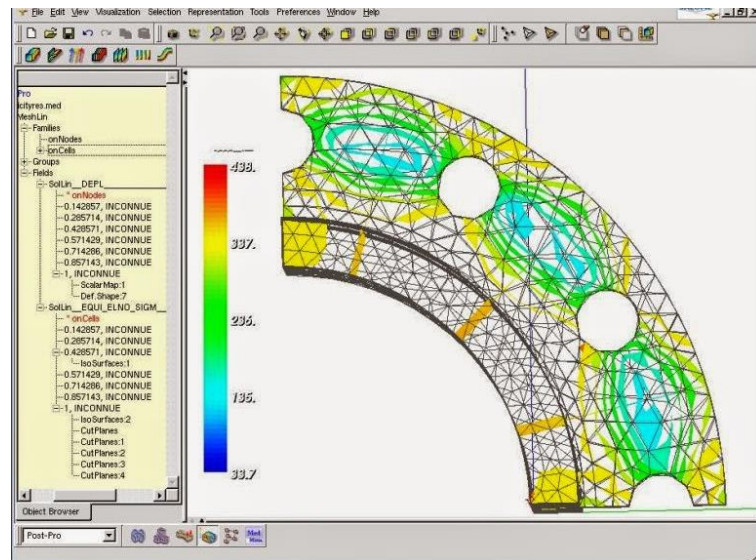 File Edit View Visualization Selection Representation Tools Preferences Window Help
Pro
icityres.med
MeshLin
Families
onNodes
onCells
Groups
Fields
SolLin__DEPL____
* onNodes
0.142857, INCONNUE
0.285714, INCONNUE
0.428571, INCONNUE
0.571429, INCONNUE
0.714286, INCONNUE
0.857143, INCONNUE
1, INCONNUE
ScalarMap:1
Def.Shape:7
SolLin__EQUI_ELNO_SIGM__
* onCells
0.142857, INCONNUE
0.285714, INCONNUE
0.428571, INCONNUE
IsoSurfaces:1
0.571429, INCONNUE
0.714286, INCONNUE
0.857143, INCONNUE
1, INCONNUE
IsoSurfaces:2
CutPlanes
CutPlanes:1
CutPlanes:2
CutPlanes:3
CutPlanes:4
Object Browser
438.
337.
236.
135.
33.7
Post-Pro